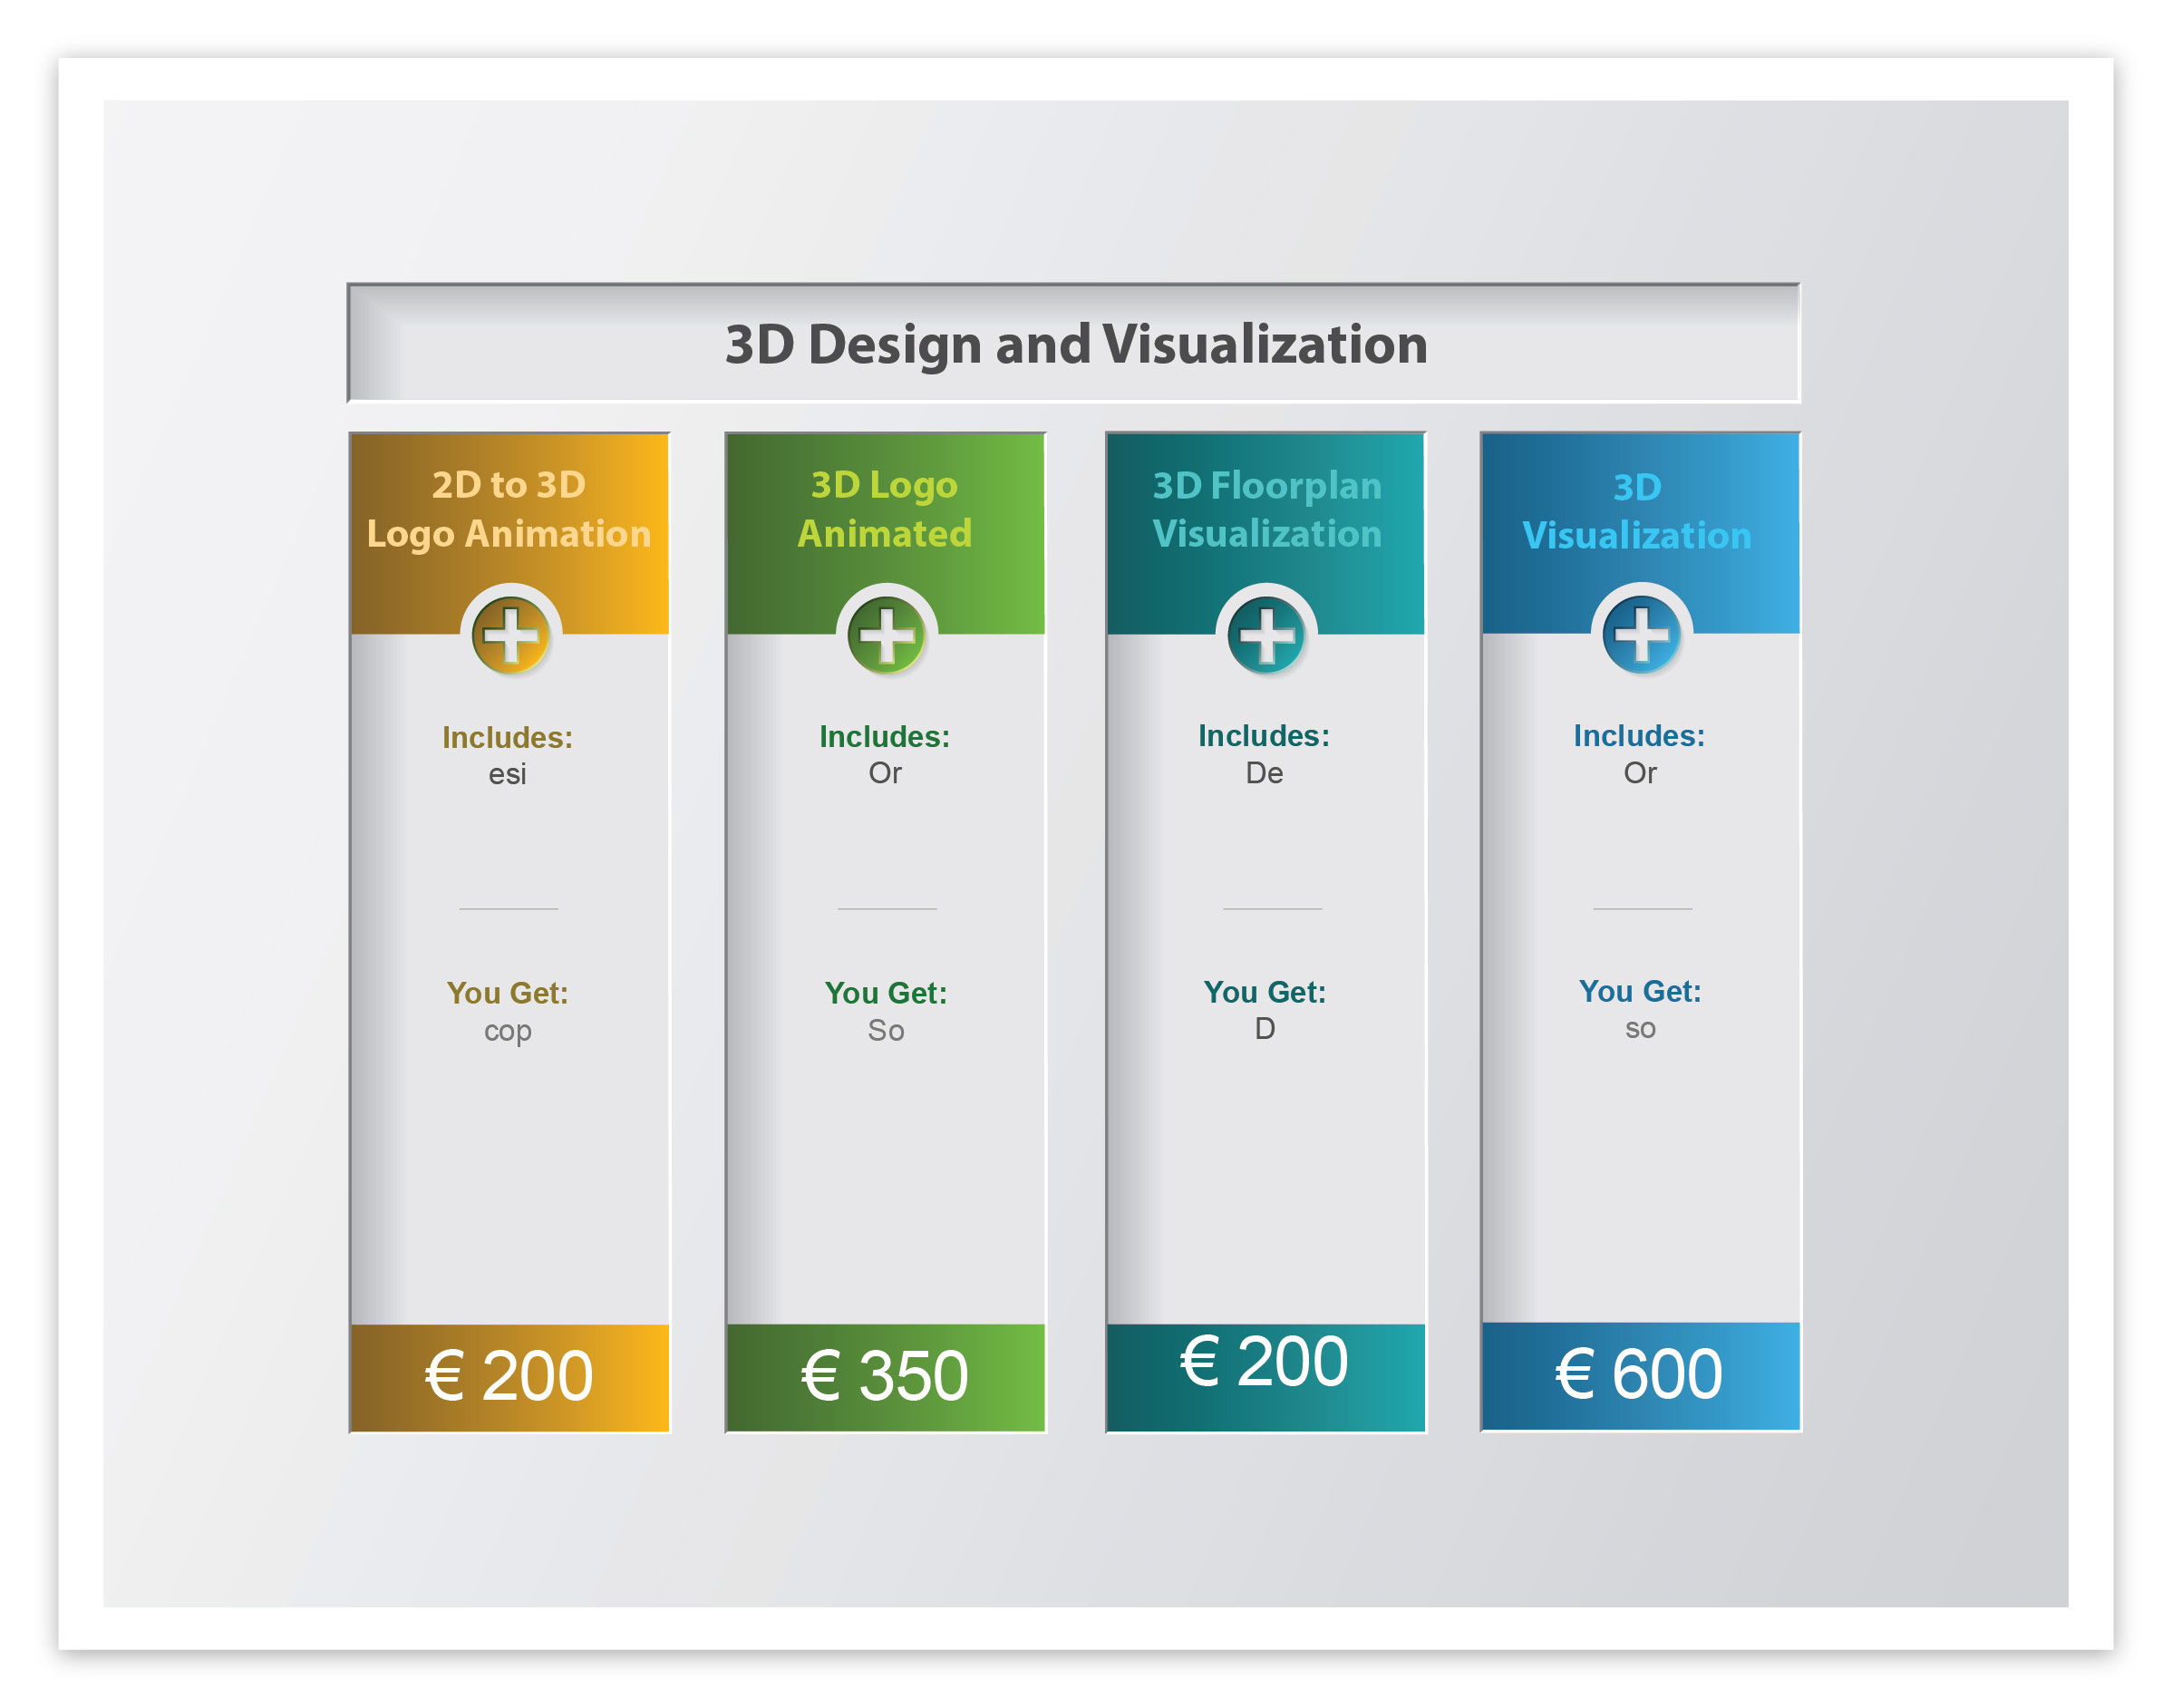 3D Design and Visualization
2D to 3D
Logo Animation
Includes:
esi
You Get:
cop
€ 200
3D Logo
Animated
Includes:
Or
You Get:
So
€ 350
3D Floorplan
Visualization
Includes:
De
You Get:
D
€ 200
3D
Visualization
Includes:
Or
You Get:
so
€ 600